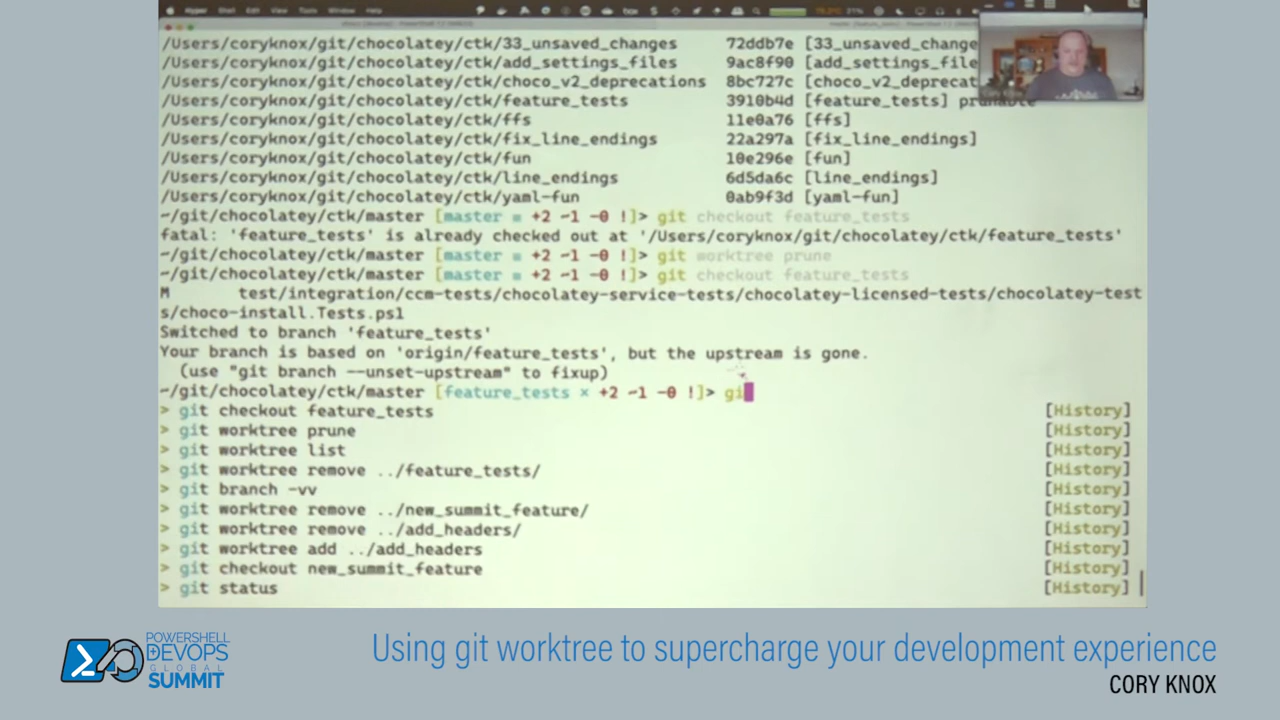 Hyper Shell Edit View Tools Window Help
/Users/coryknox/git/chocolatey/ctk/33_unsaved_changes 72ddb7e [33_unsaved_change
/Users/coryknox/git/chocolatey/ctk/add_settings_files 9ac8f90 [add_settings_file
/Users/coryknox/git/chocolatey/ctk/choco_v2_deprecations 8bc727c [choco_v2_deprecat
/Users/coryknox/git/chocolatey/ctk/feature_tests 3910b4d [feature_tests] prunable
/Users/coryknox/git/chocolatey/ctk/ffs 11e0a76 [ffs]
/Users/coryknox/git/chocolatey/ctk/fix_line_endings 22a297a [fix_line_endings]
/Users/coryknox/git/chocolatey/ctk/fun 10e296e [fun]
/Users/coryknox/git/chocolatey/ctk/line_endings 6d5da6c [line_endings]
/Users/coryknox/git/chocolatey/ctk/yaml-fun 0ab9f3d [yaml-fun]
~/git/chocolatey/ctk/master [master ≡ +2 ~1 -0 !]> git checkout feature_tests
fatal: 'feature_tests' is already checked out at '/Users/coryknox/git/chocolatey/ctk/feature_tests'
~/git/chocolatey/ctk/master [master ≡ +2 ~1 -0 !]> git worktree prune
~/git/chocolatey/ctk/master [master ≡ +2 ~1 -0 !]> git checkout feature_tests
M test/integration/ccm-tests/chocolatey-service-tests/chocolatey-licensed-tests/chocolatey-test
s/choco-install.Tests.ps1
Switched to branch 'feature_tests'
Your branch is based on 'origin/feature_tests', but the upstream is gone.
(use "git branch --unset-upstream" to fixup)
~/git/chocolatey/ctk/master [feature_tests × +2 ~1 -0 !]> gi
> git checkout feature_tests [History]
> git worktree prune [History]
> git worktree list [History]
> git worktree remove ../feature_tests/ [History]
> git branch -vv [History]
> git worktree remove ../new_summit_feature/ [History]
> git worktree remove ../add_headers/ [History]
> git worktree add ../add_headers [History]
> git checkout new_summit_feature [History]
> git status [History]
POWERSHELL
DEVOPS
GLOBAL
SUMMIT
Using git worktree to supercharge your development experience
CORY KNOX